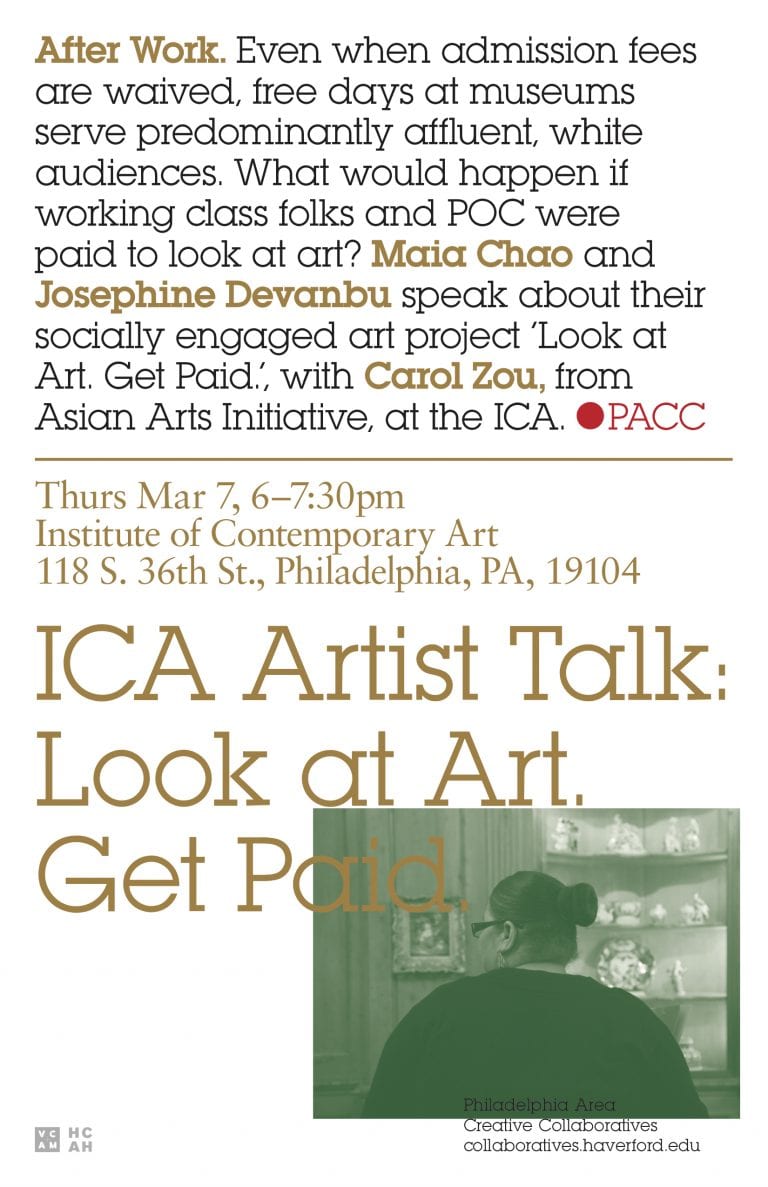 After Work. Even when admission fees
are waived, free days at museums
serve predominantly affluent, white
audiences. What would happen if
working class folks and POC were
paid to look at art? Maia Chao and
Josephine Devanbu speak about their
socially engaged art project ‘Look at
Art. Get Paid.’, with Carol Zou, from
Asian Arts Initiative, at the ICA. ●PACC
Thurs Mar 7, 6–7:30pm
Institute of Contemporary Art
118 S. 36th St., Philadelphia, PA, 19104
ICA Artist Talk:
Look at Art.
Get Paid.
Philadelphia Area
Creative Collaboratives
collaboratives.haverford.edu
VC HC
AM AH